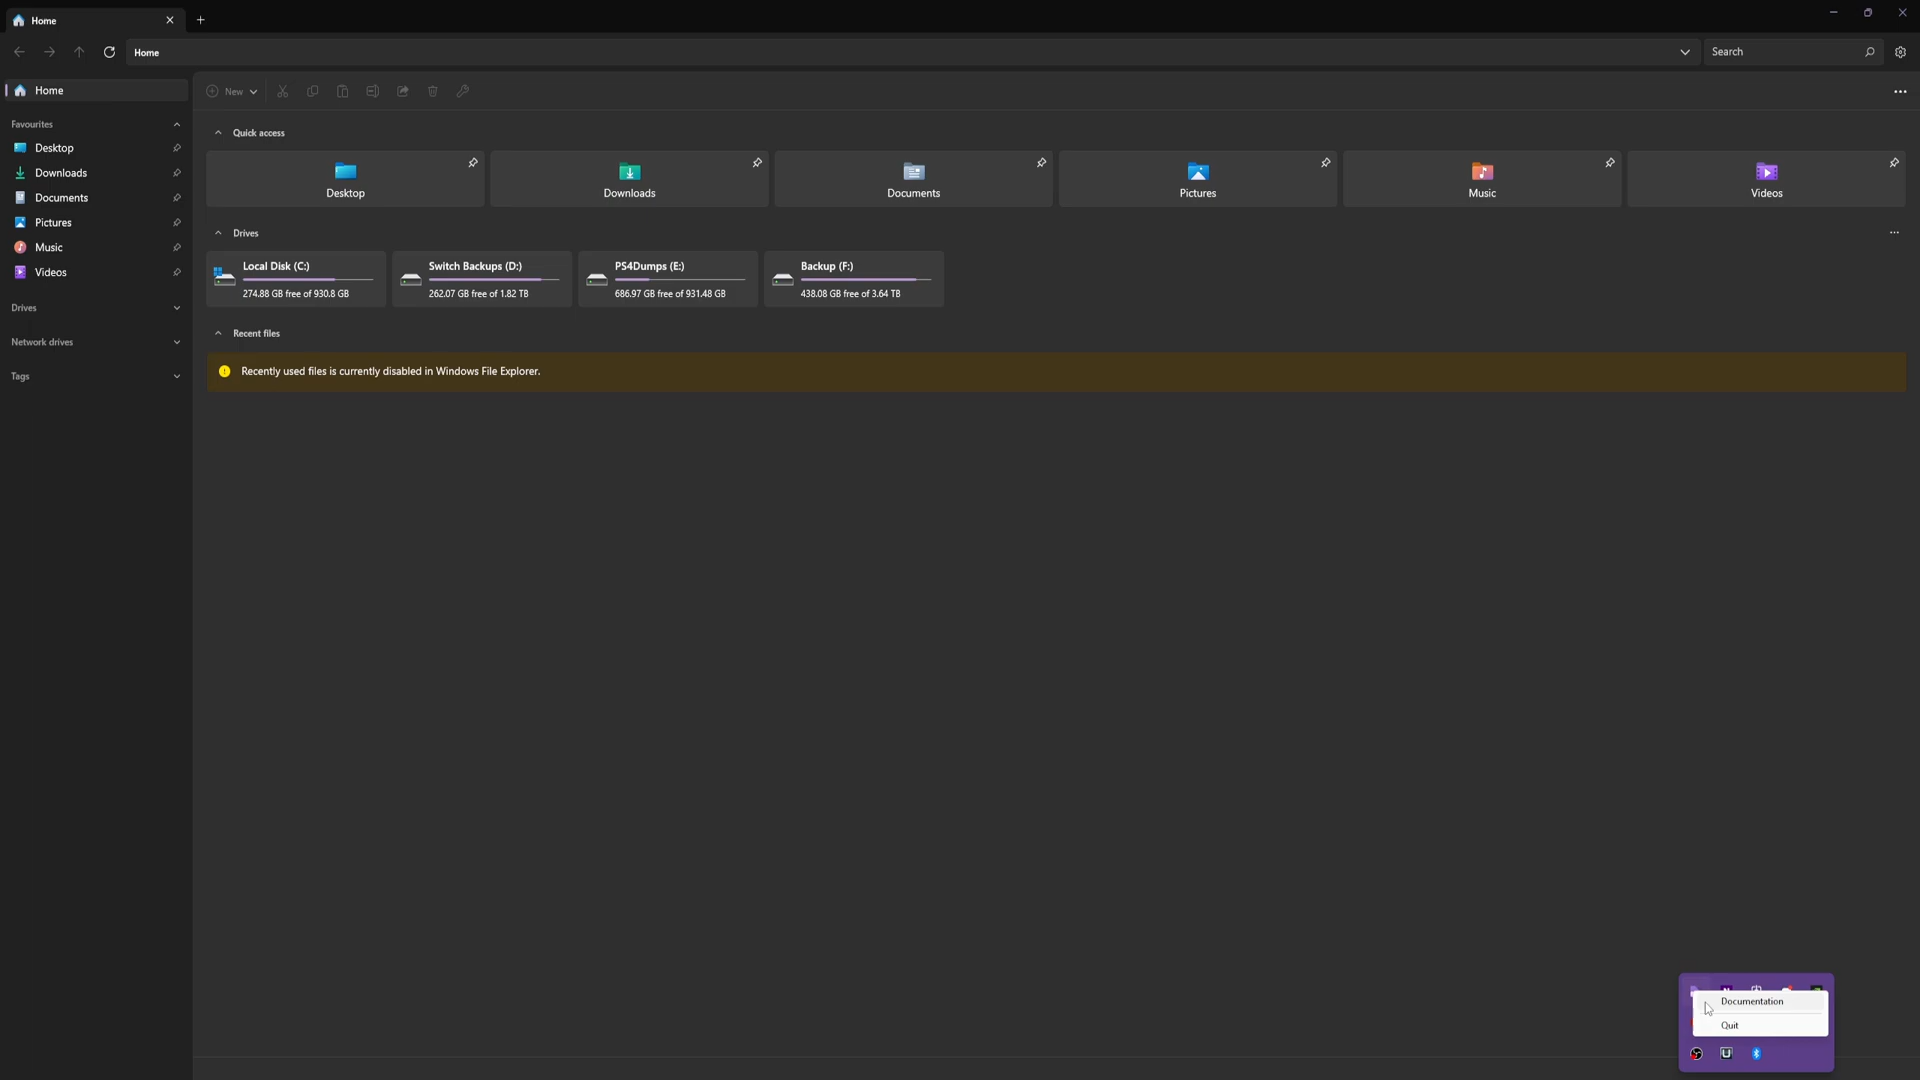 Home
Home
Search
Home
New
Favourites
Desktop
Downloads
Documents
Pictures
Music
Videos
Drives
Network drives
Tags
Quick access
Desktop
Downloads
Documents
Pictures
Music
Videos
Drives
Local Disk (C:)
274.88 GB free of 930.8 GB
Switch Backups (D:)
262.07 GB free of 1.82 TB
PS4Dumps (E:)
686.97 GB free of 931.48 GB
Backup (F:)
438.08 GB free of 3.64 TB
Recent files
Recently used files is currently disabled in Windows File Explorer.
Documentation
Quit